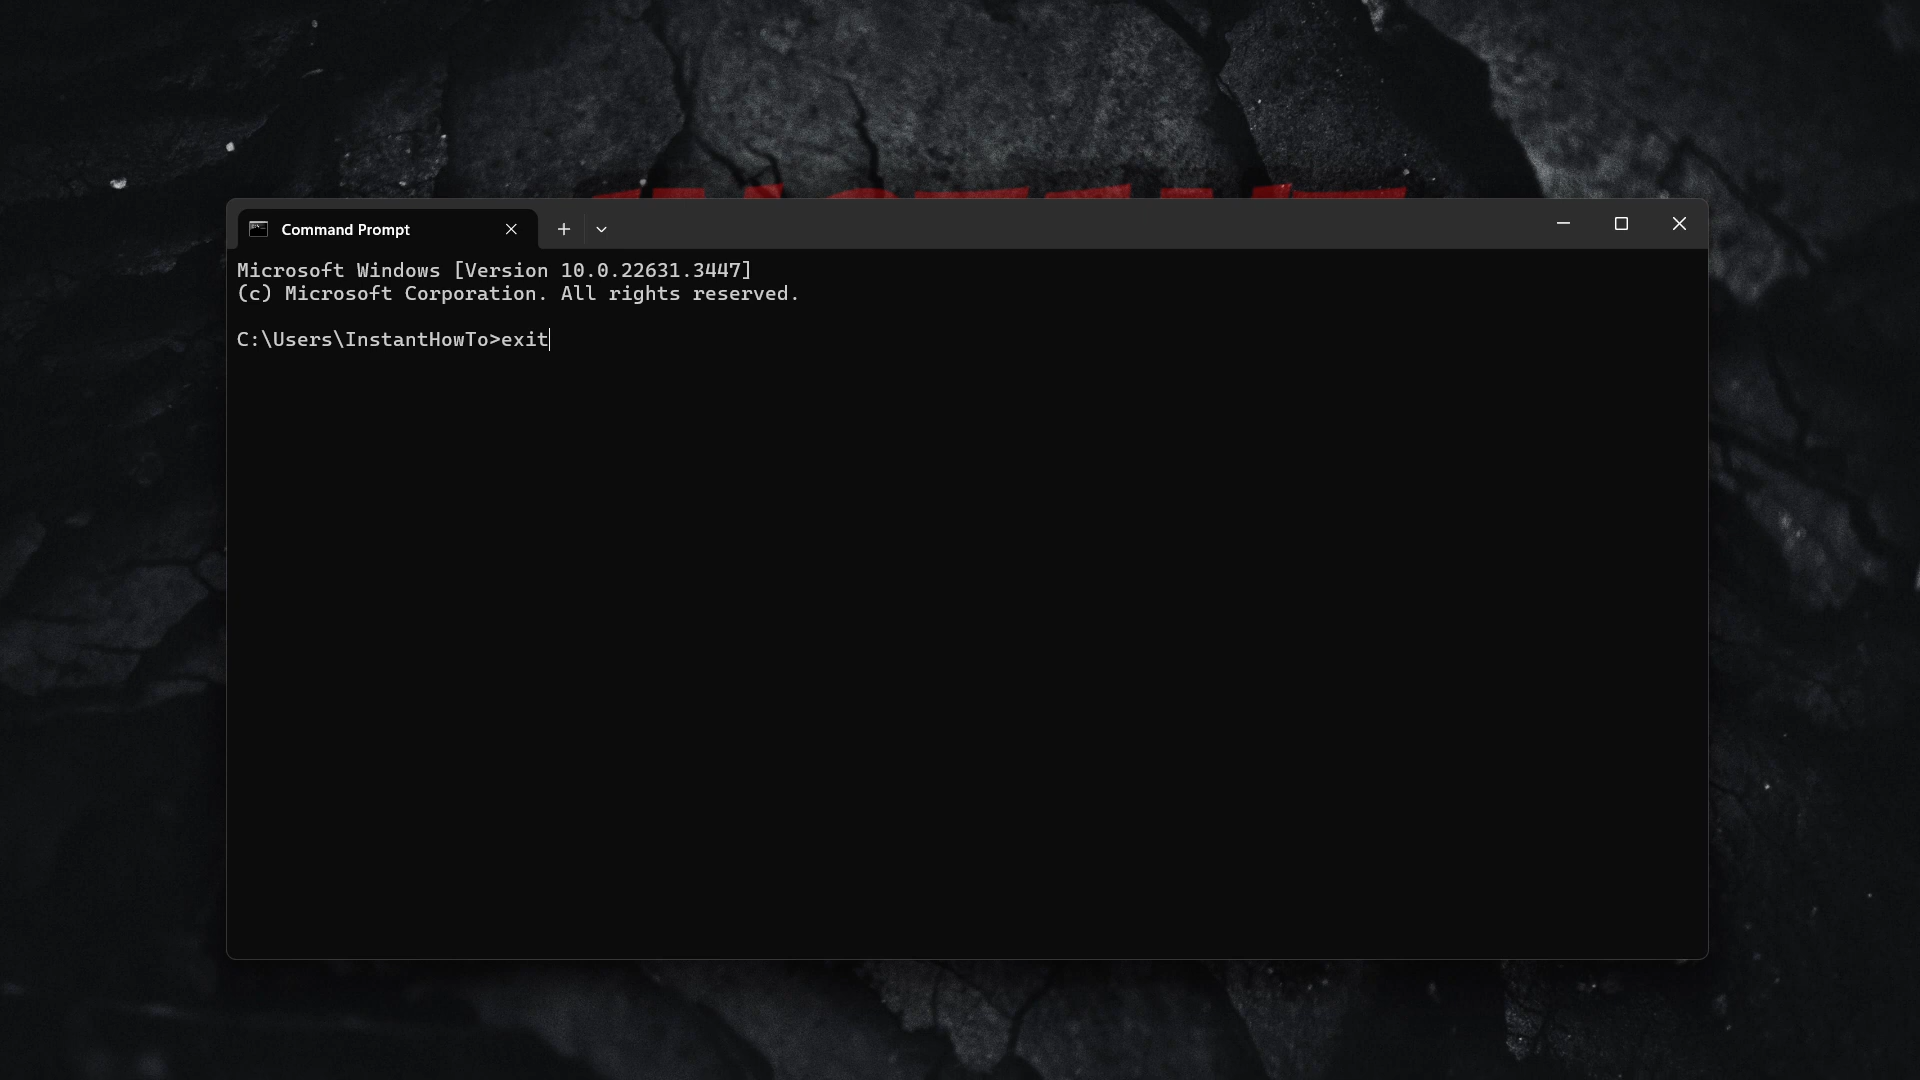 Command Prompt
Microsoft Windows [Version 10.0.22631.3447]
(c) Microsoft Corporation. All rights reserved.
C:\Users\InstantHowTo>exit